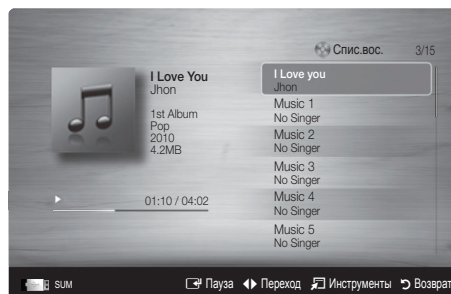 Спис.вос. 3/15
I Love You
Jhon
1st Album
Pop
2010
4.2MB
01:10 / 04:02
I Love you
Jhon
Music 1
No Singer
Music 2
No Singer
Music 3
No Singer
Music 4
No Singer
Music 5
No Singer
SUM Пауза Переход Инструменты Возврат